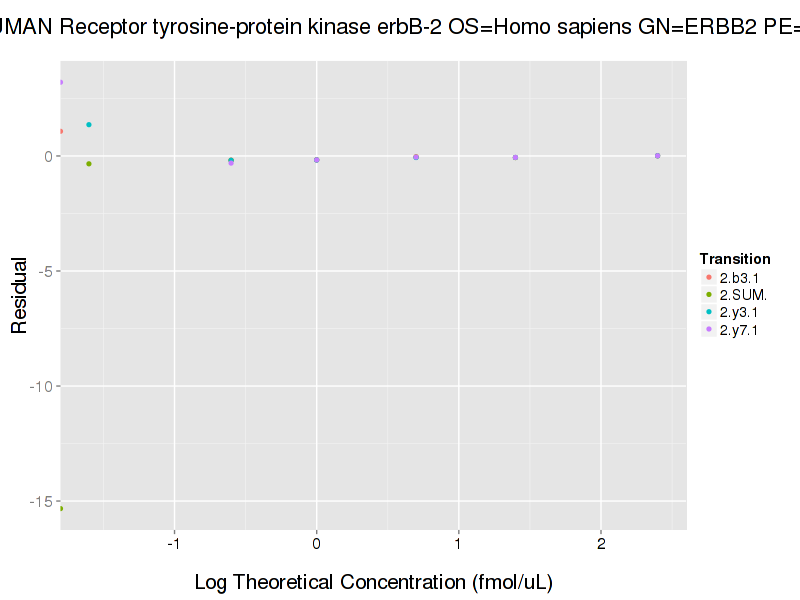 Receptor tyrosine-protein kinase erbB-2 OS=Homo sapiens GN=ERBB2 PE=
0
-5
-10
-15
Residual
-1 0 1 2
Log Theoretical Concentration (fmol/uL)
Transition
2.b3.1
2.SUM.
2.y3.1
2.y7.1